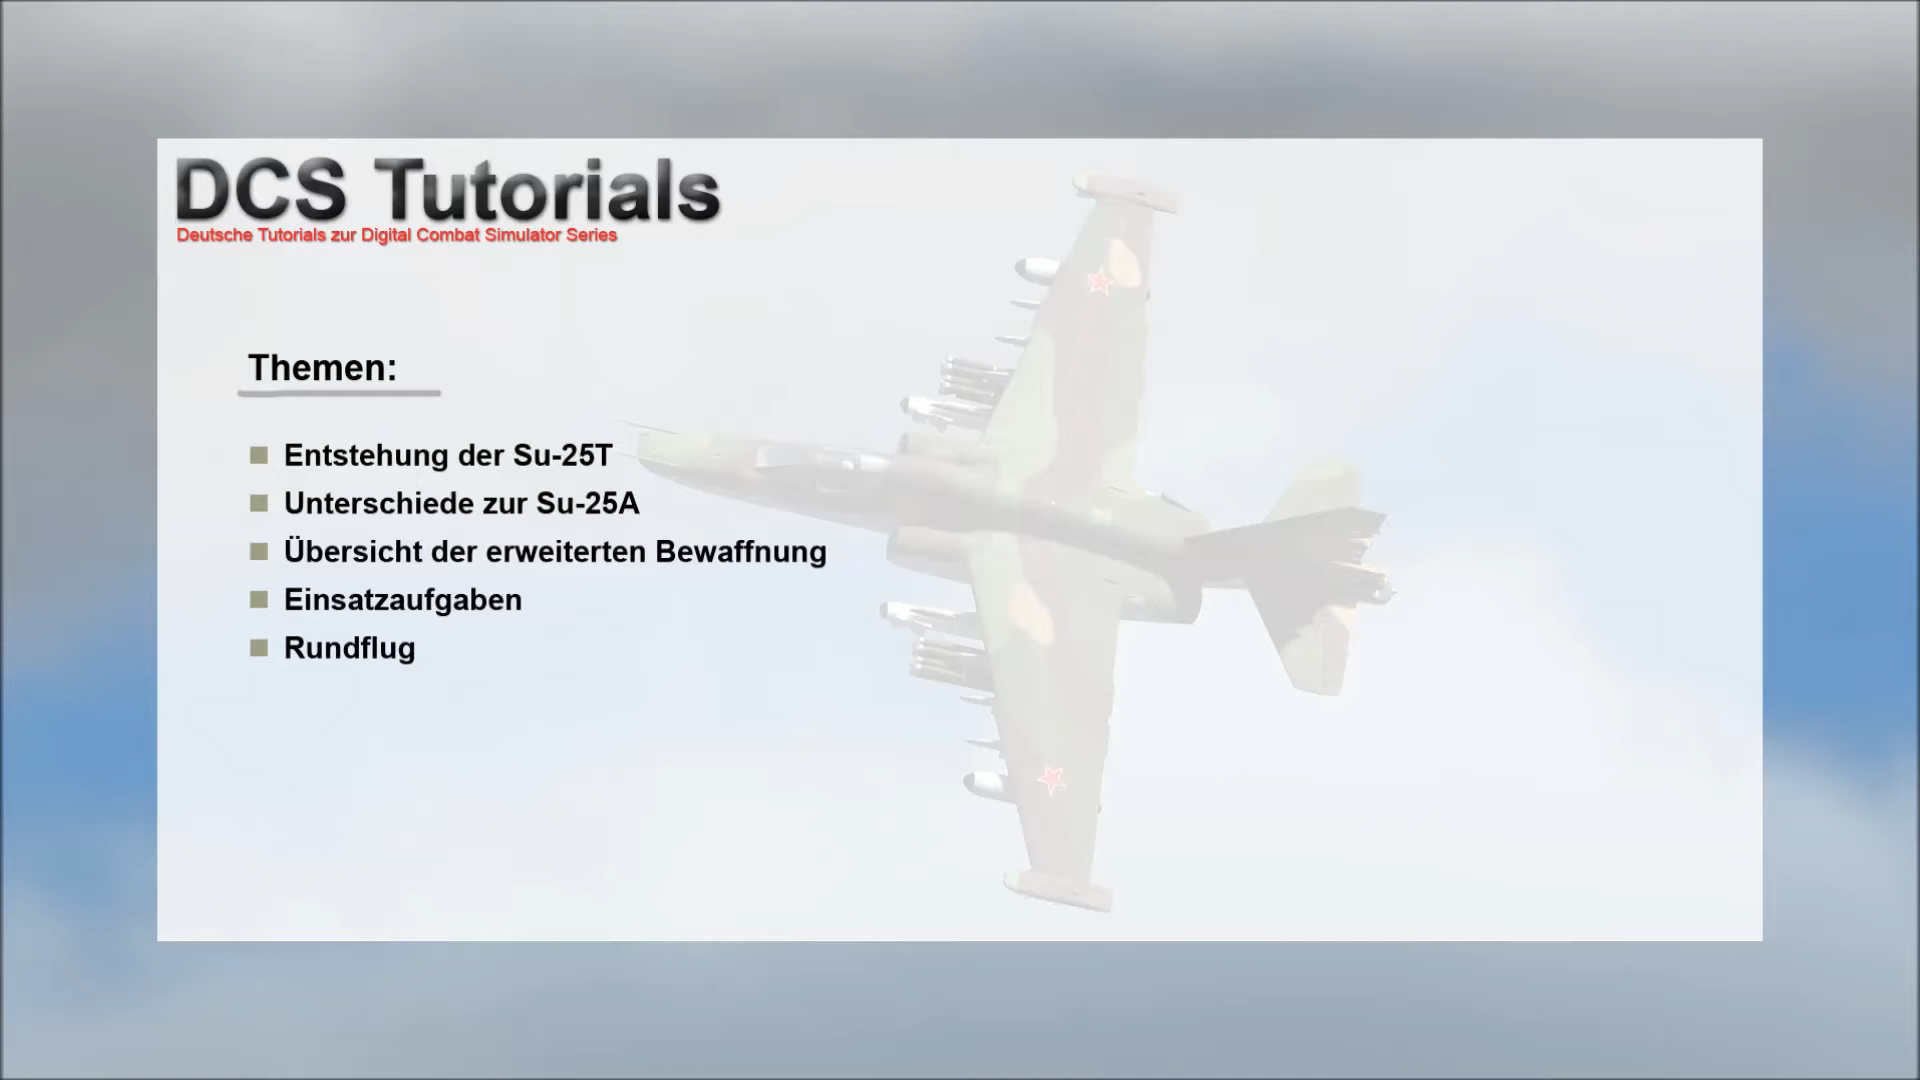 DCS Tutorials
Deutsche Tutorials zur Digital Combat Simulator Series
Themen:
Entstehung der Su-25T
Unterschiede zur Su-25A
Übersicht der erweiterten Bewaffnung
Einsatzaufgaben
Rundflug